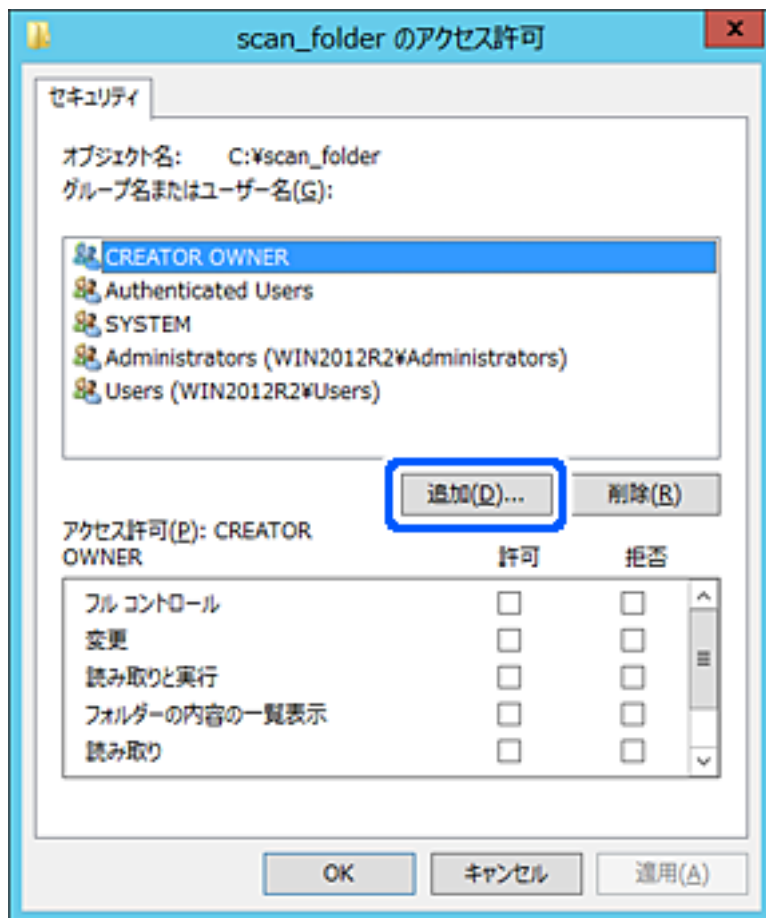 scan_folder のアクセス許可
セキュリティ
オブジェクト名: C:¥scan_folder
グループ名またはユーザー名(G):
CREATOR OWNER
Authenticated Users
SYSTEM
Administrators (WIN2012R2¥Administrators)
Users (WIN2012R2¥Users)
追加(D)... 削除(R)
アクセス許可(P): CREATOR
OWNER 許可 拒否
フル コントロール
変更
読み取りと実行
フォルダーの内容の一覧表示
読み取り
OK キャンセル 適用(A)